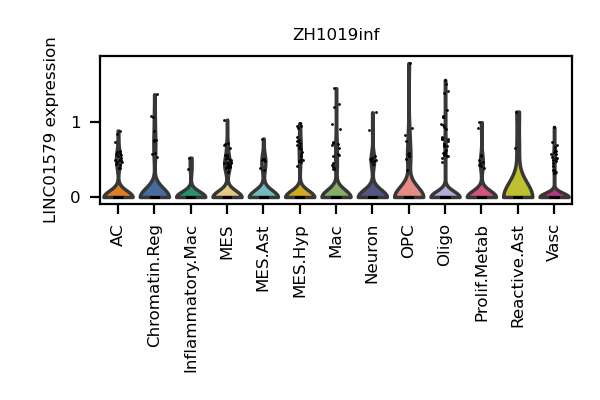 ZH1019inf
LINC01579 expression
1
0
AC
Chromatin.Reg
Inflammatory.Mac
MES
MES.Ast
MES.Hyp
Mac
Neuron
OPC
Oligo
Prolif.Metab
Reactive.Ast
Vasc